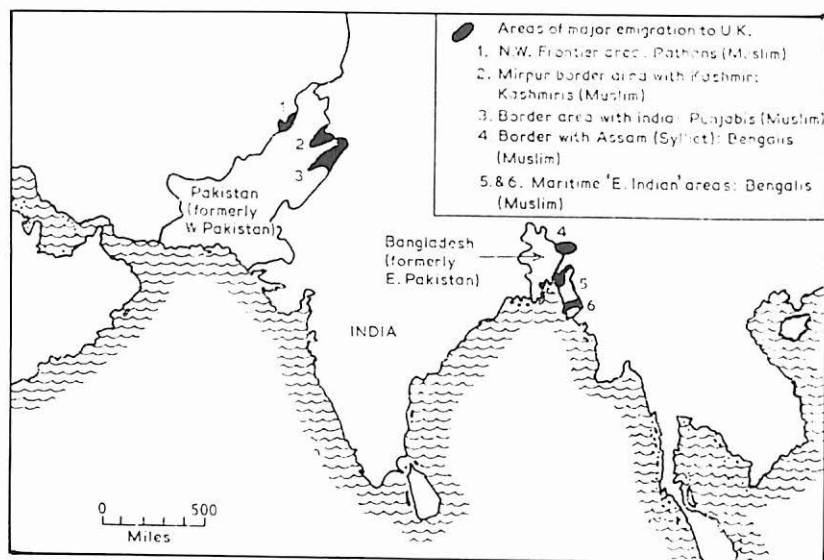 Areas of major emigration to U.K.
1. N.W. Frontier area: Pathans (Muslim)
2. Mirpur border area with Kashmir:
Kashmiris (Muslim)
3. Border area with india: Punjabis (Muslim)
4 Border with Assam (Sylhet): Bengalis
(Muslim)
5.&6. Maritime 'E. Indian' areas: Bengalis
(Muslim)
1
2
3
Pakistan
(formerly
W. Pakistan)
4
Bangladesh
(formerly
E. Pakistan)
5
6
INDIA
0 500
Miles